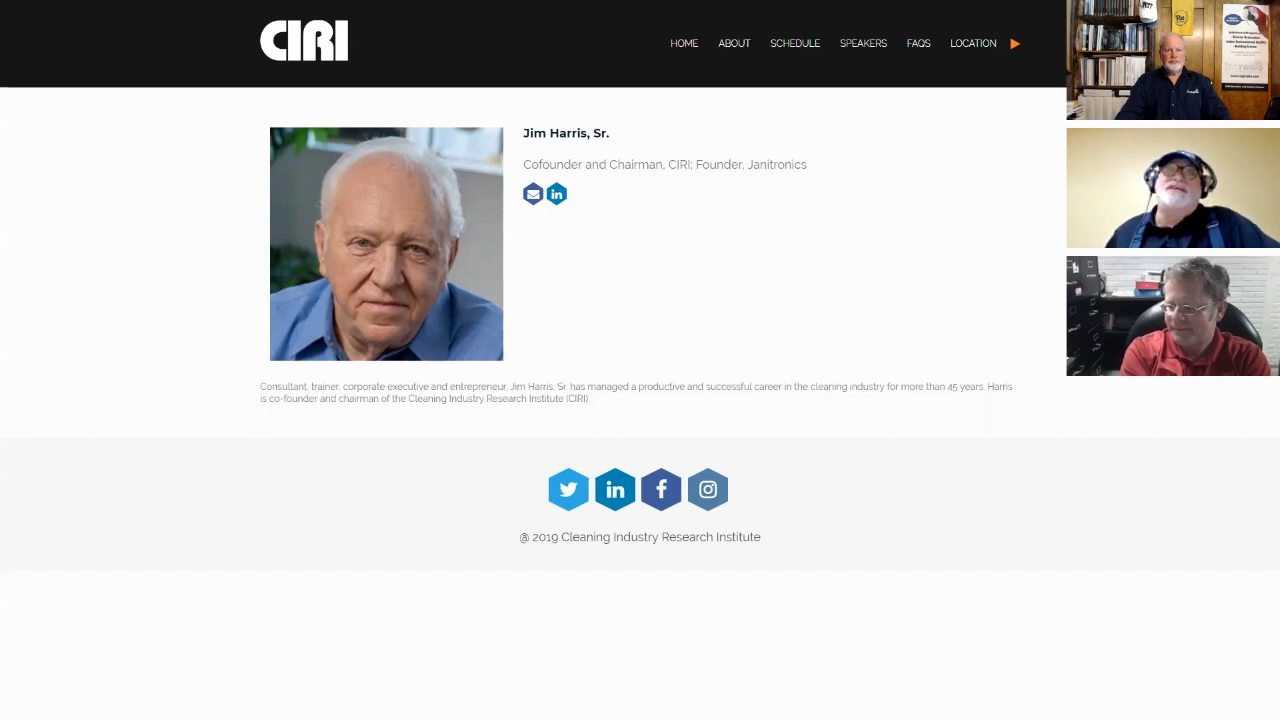 CIRI
HOME ABOUT SCHEDULE SPEAKERS FAQS LOCATION
Jim Harris, Sr.
Cofounder and Chairman, CIRI; Founder, Janitronics
Consultant, trainer, corporate executive and entrepreneur, Jim Harris, Sr. has managed a productive and successful career in the cleaning industry for more than 45 years. Harris
is co-founder and chairman of the Cleaning Industry Research Institute (CIRI).
@ 2019 Cleaning Industry Research Institute